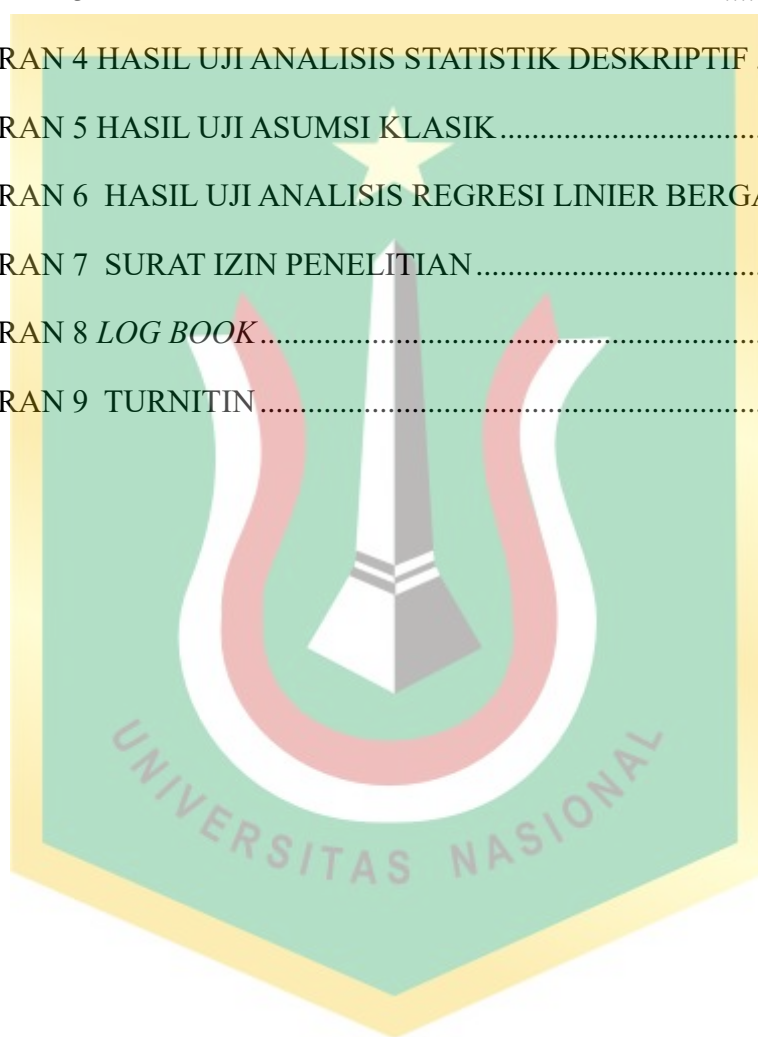 RAN 4 HASIL UJI ANALISIS STATISTIK DESKRIPTIF .
RAN 5 HASIL UJI ASUMSI KLASIK ..................................
RAN 6  HASIL UJI ANALISIS REGRESI LINIER BERGA
RAN 7  SURAT IZIN PENELITIAN ....................................
RAN 8 LOG BOOK ................................................................
RAN 9  TURNITIN ................................................................
UNIVERSITAS NASIONAL